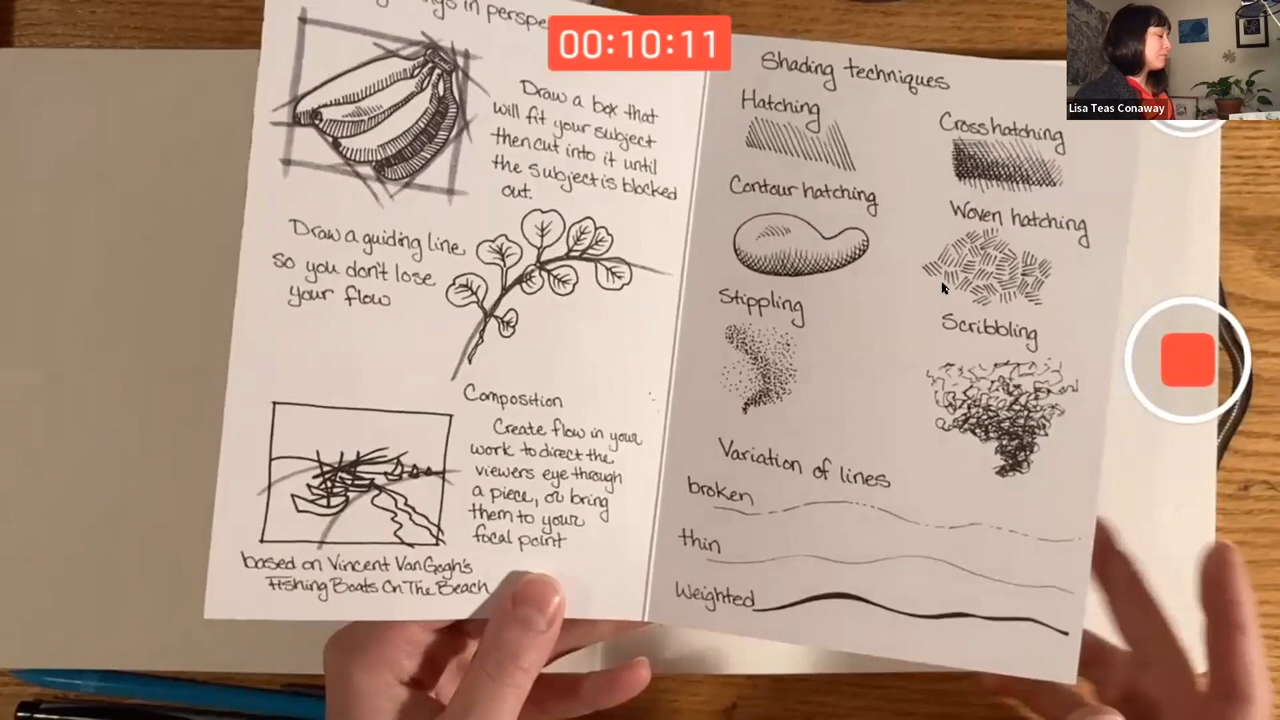 in perspe
Draw a box that
will fit your subject
then cut into it until
the subject is blocked
out.
Draw a guiding line
so you don't lose
your flow
Composition
Create flow in your
work to direct the
viewers eye through
a piece, or bring
them to your
focal point
based on Vincent VanGogh's
Fishing Boats On The Beach
00:10:11
Shading techniques
Hatching
Crosshatching
Contour hatching
Woven hatching
Stippling
Scribbling
Variation of lines
broken
thin
Weighted
Lisa Teas Conaway